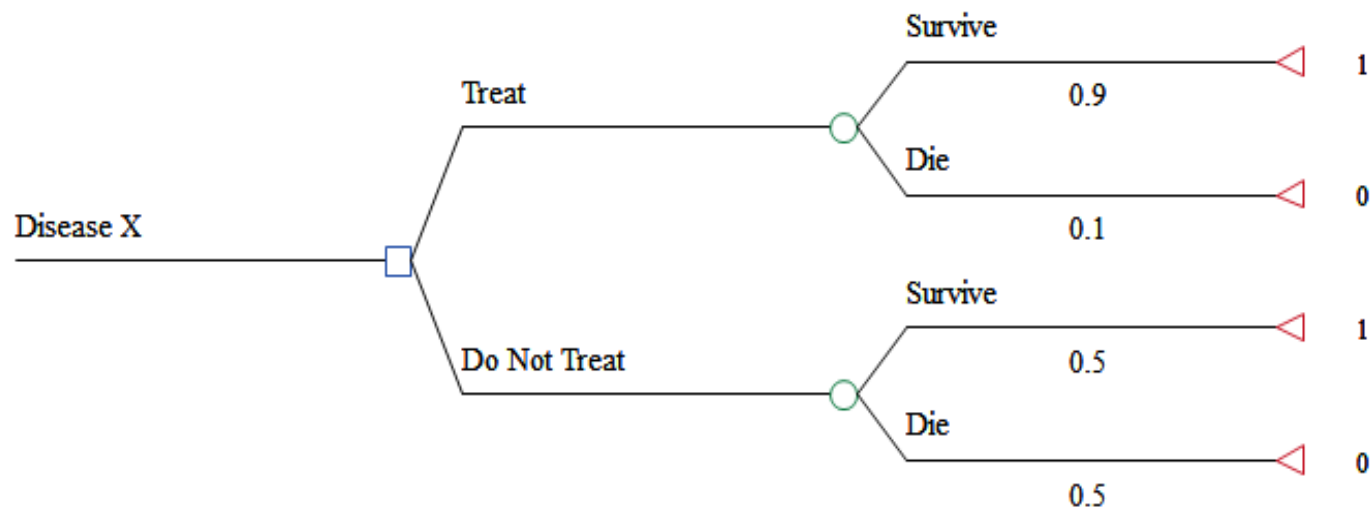 Survive
1
0.9
Treat
Die
0
0.1
Disease X
Survive
1
0.5
Do Not Treat
Die
0
0.5